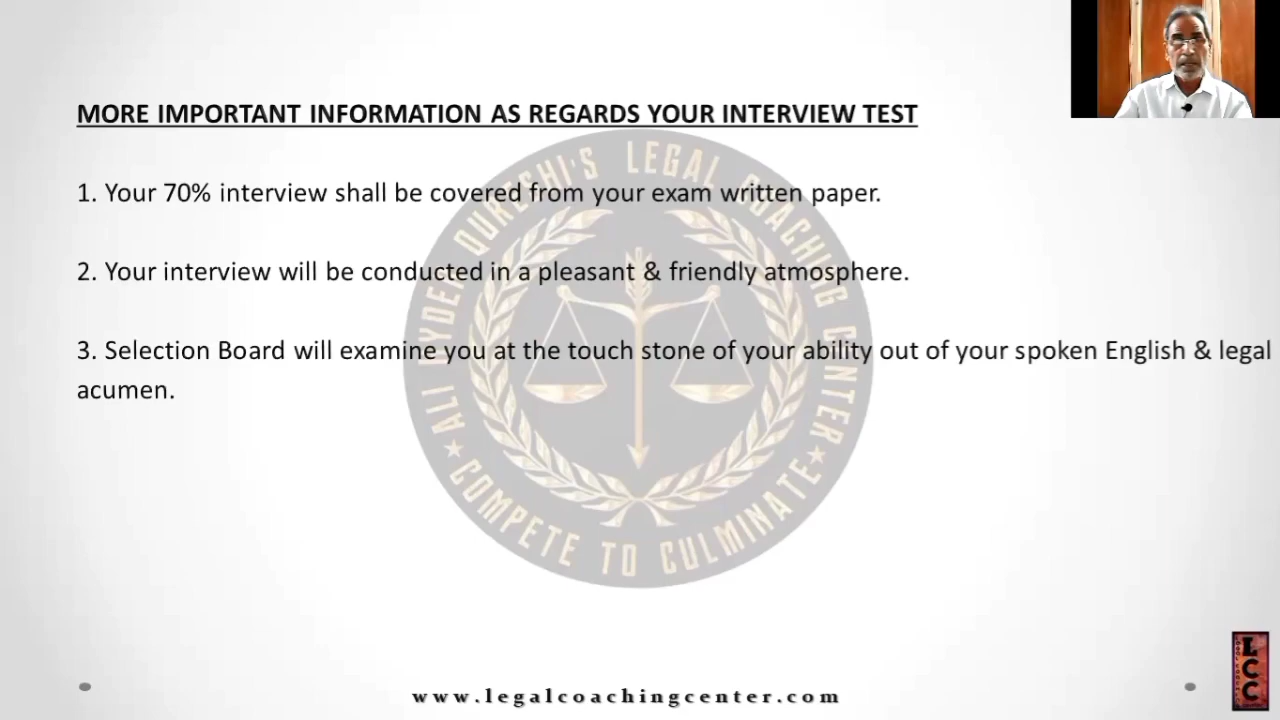 MORE IMPORTANT INFORMATION AS REGARDS YOUR INTERVIEW TEST
1. Your 70% interview shall be covered from your exam written paper.
2. Your interview will be conducted in a pleasant & friendly atmosphere.
3. Selection Board will examine you at the touch stone of your ability out of your spoken English & legal
acumen.
ALI HYDER QURESHI'S LEGAL COACHING CENTER
COMPETE TO CULMINATE
www.legalcoachingcenter.com
LCC